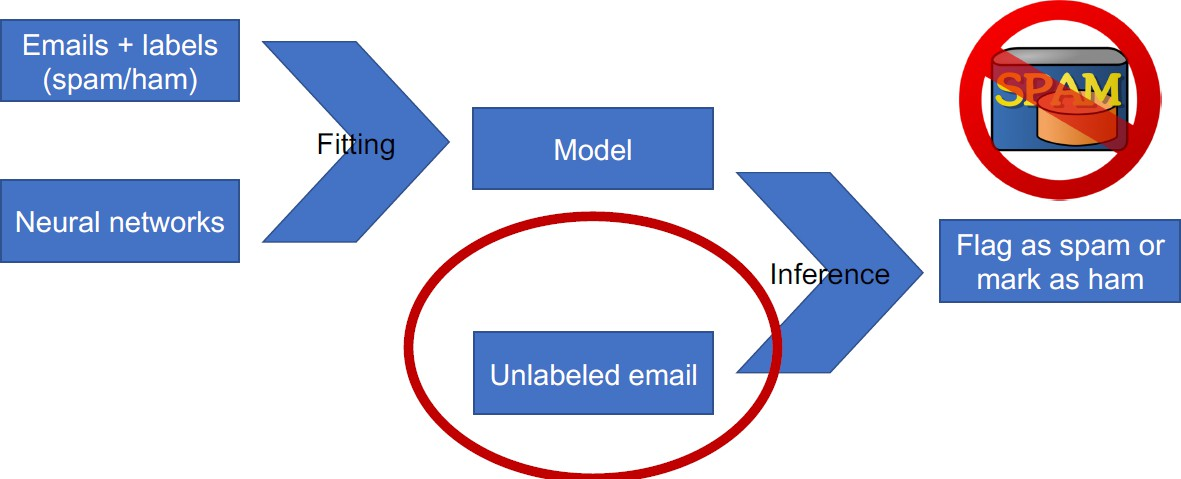 Emails + labels
(spam/ham)
Fitting
Neural networks
Model
Unlabeled email
Inference
SPAM
Flag as spam or
mark as ham